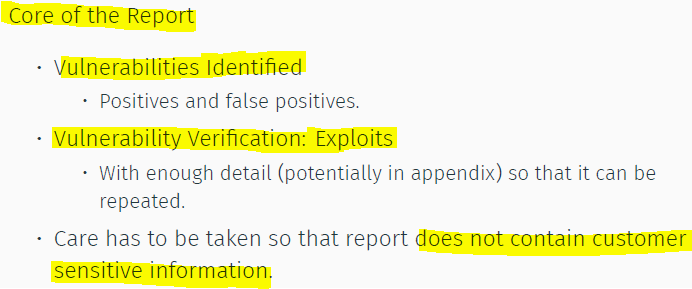 Core of the Report
• Vulnerabilities Identified
• Positives and false positives.
• Vulnerability Verification: Exploits
• With enough detail (potentially in appendix) so that it can be
repeated.
• Care has to be taken so that report does not contain customer
sensitive information.